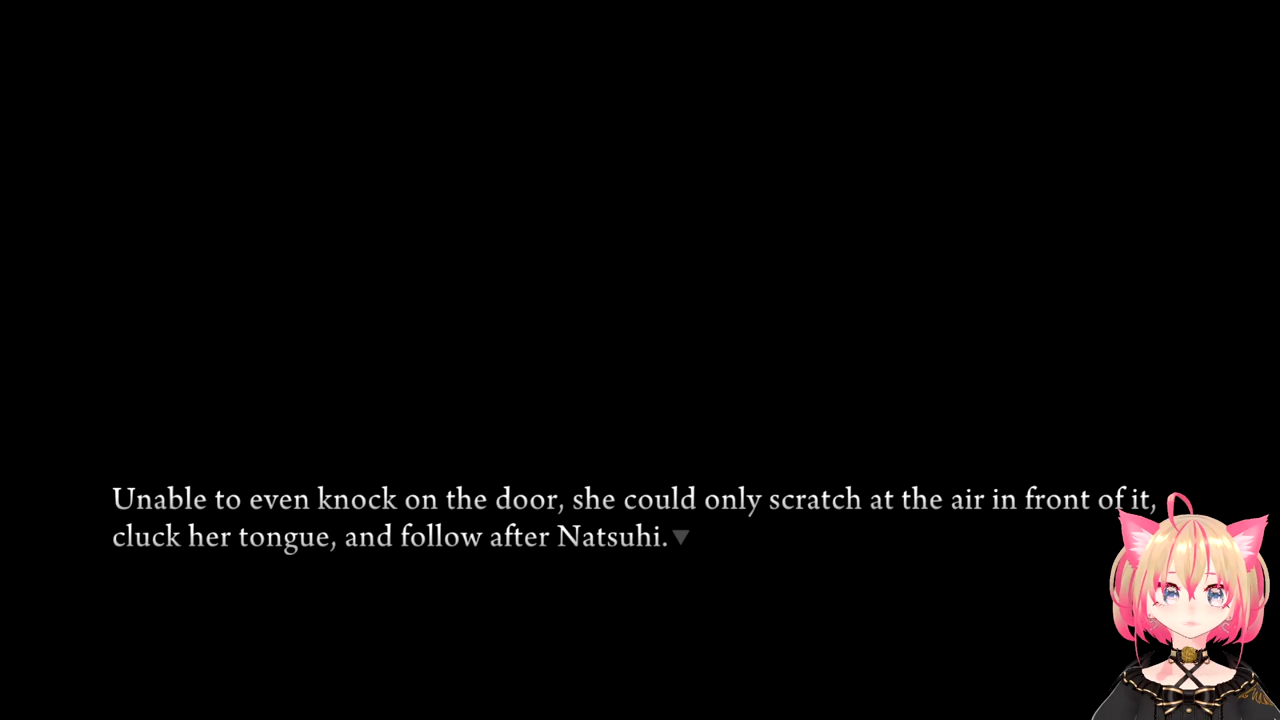 Unable to even knock on the door, she could only scratch at the air in front of it,
cluck her tongue, and follow after Natsuhi.